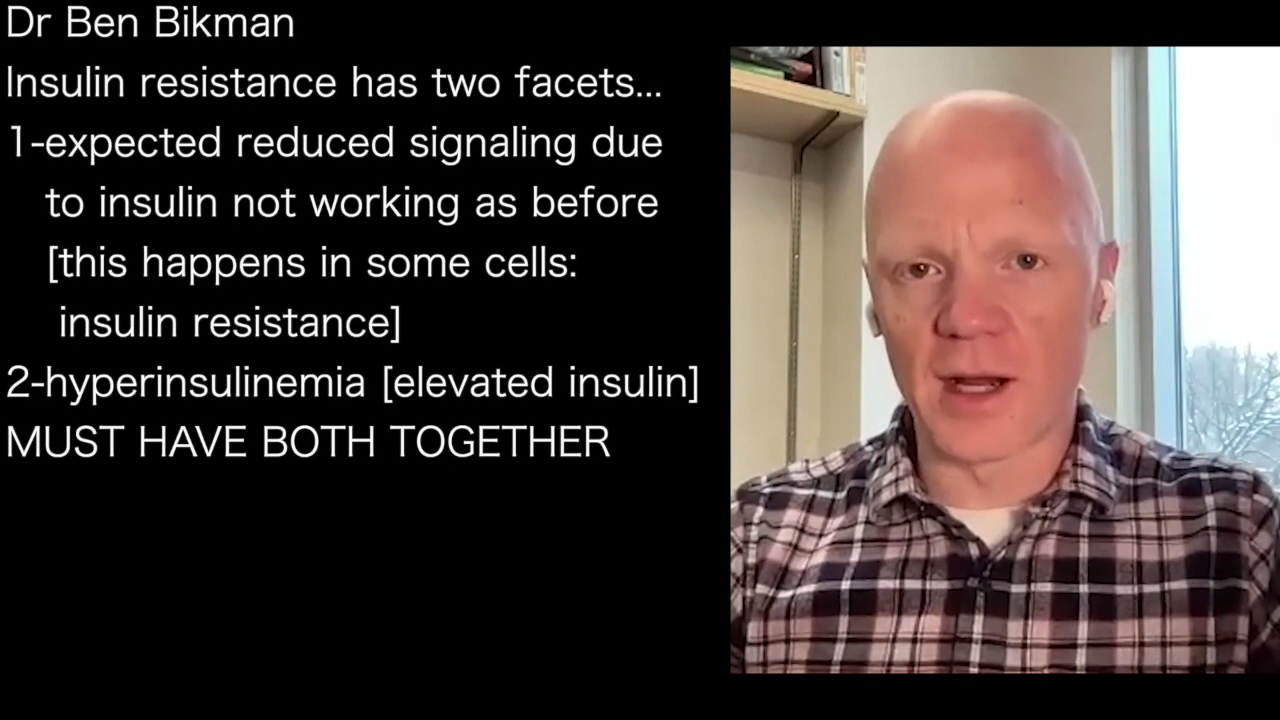 Dr Ben Bikman
Insulin resistance has two facets...
1-expected reduced signaling due
to insulin not working as before
[this happens in some cells:
insulin resistance]
2-hyperinsulinemia [elevated insulin]
MUST HAVE BOTH TOGETHER